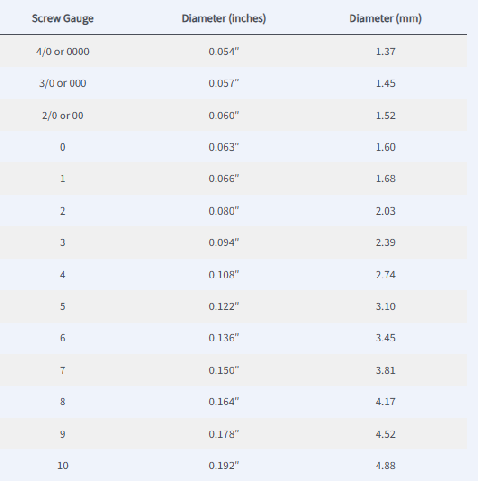 Screw Gauge Diameter (inches) Diameter (mm)
4/0 or 0000 0.054″ 1.37
3/0 or 000 0.057″ 1.45
2/0 or 00 0.060″ 1.52
0 0.063″ 1.60
1 0.066″ 1.68
2 0.080″ 2.03
3 0.094″ 2.39
4 0.108″ 2.74
5 0.122″ 3.10
6 0.136″ 3.45
7 0.150″ 3.81
8 0.164″ 4.17
9 0.178″ 4.52
10 0.192″ 4.88